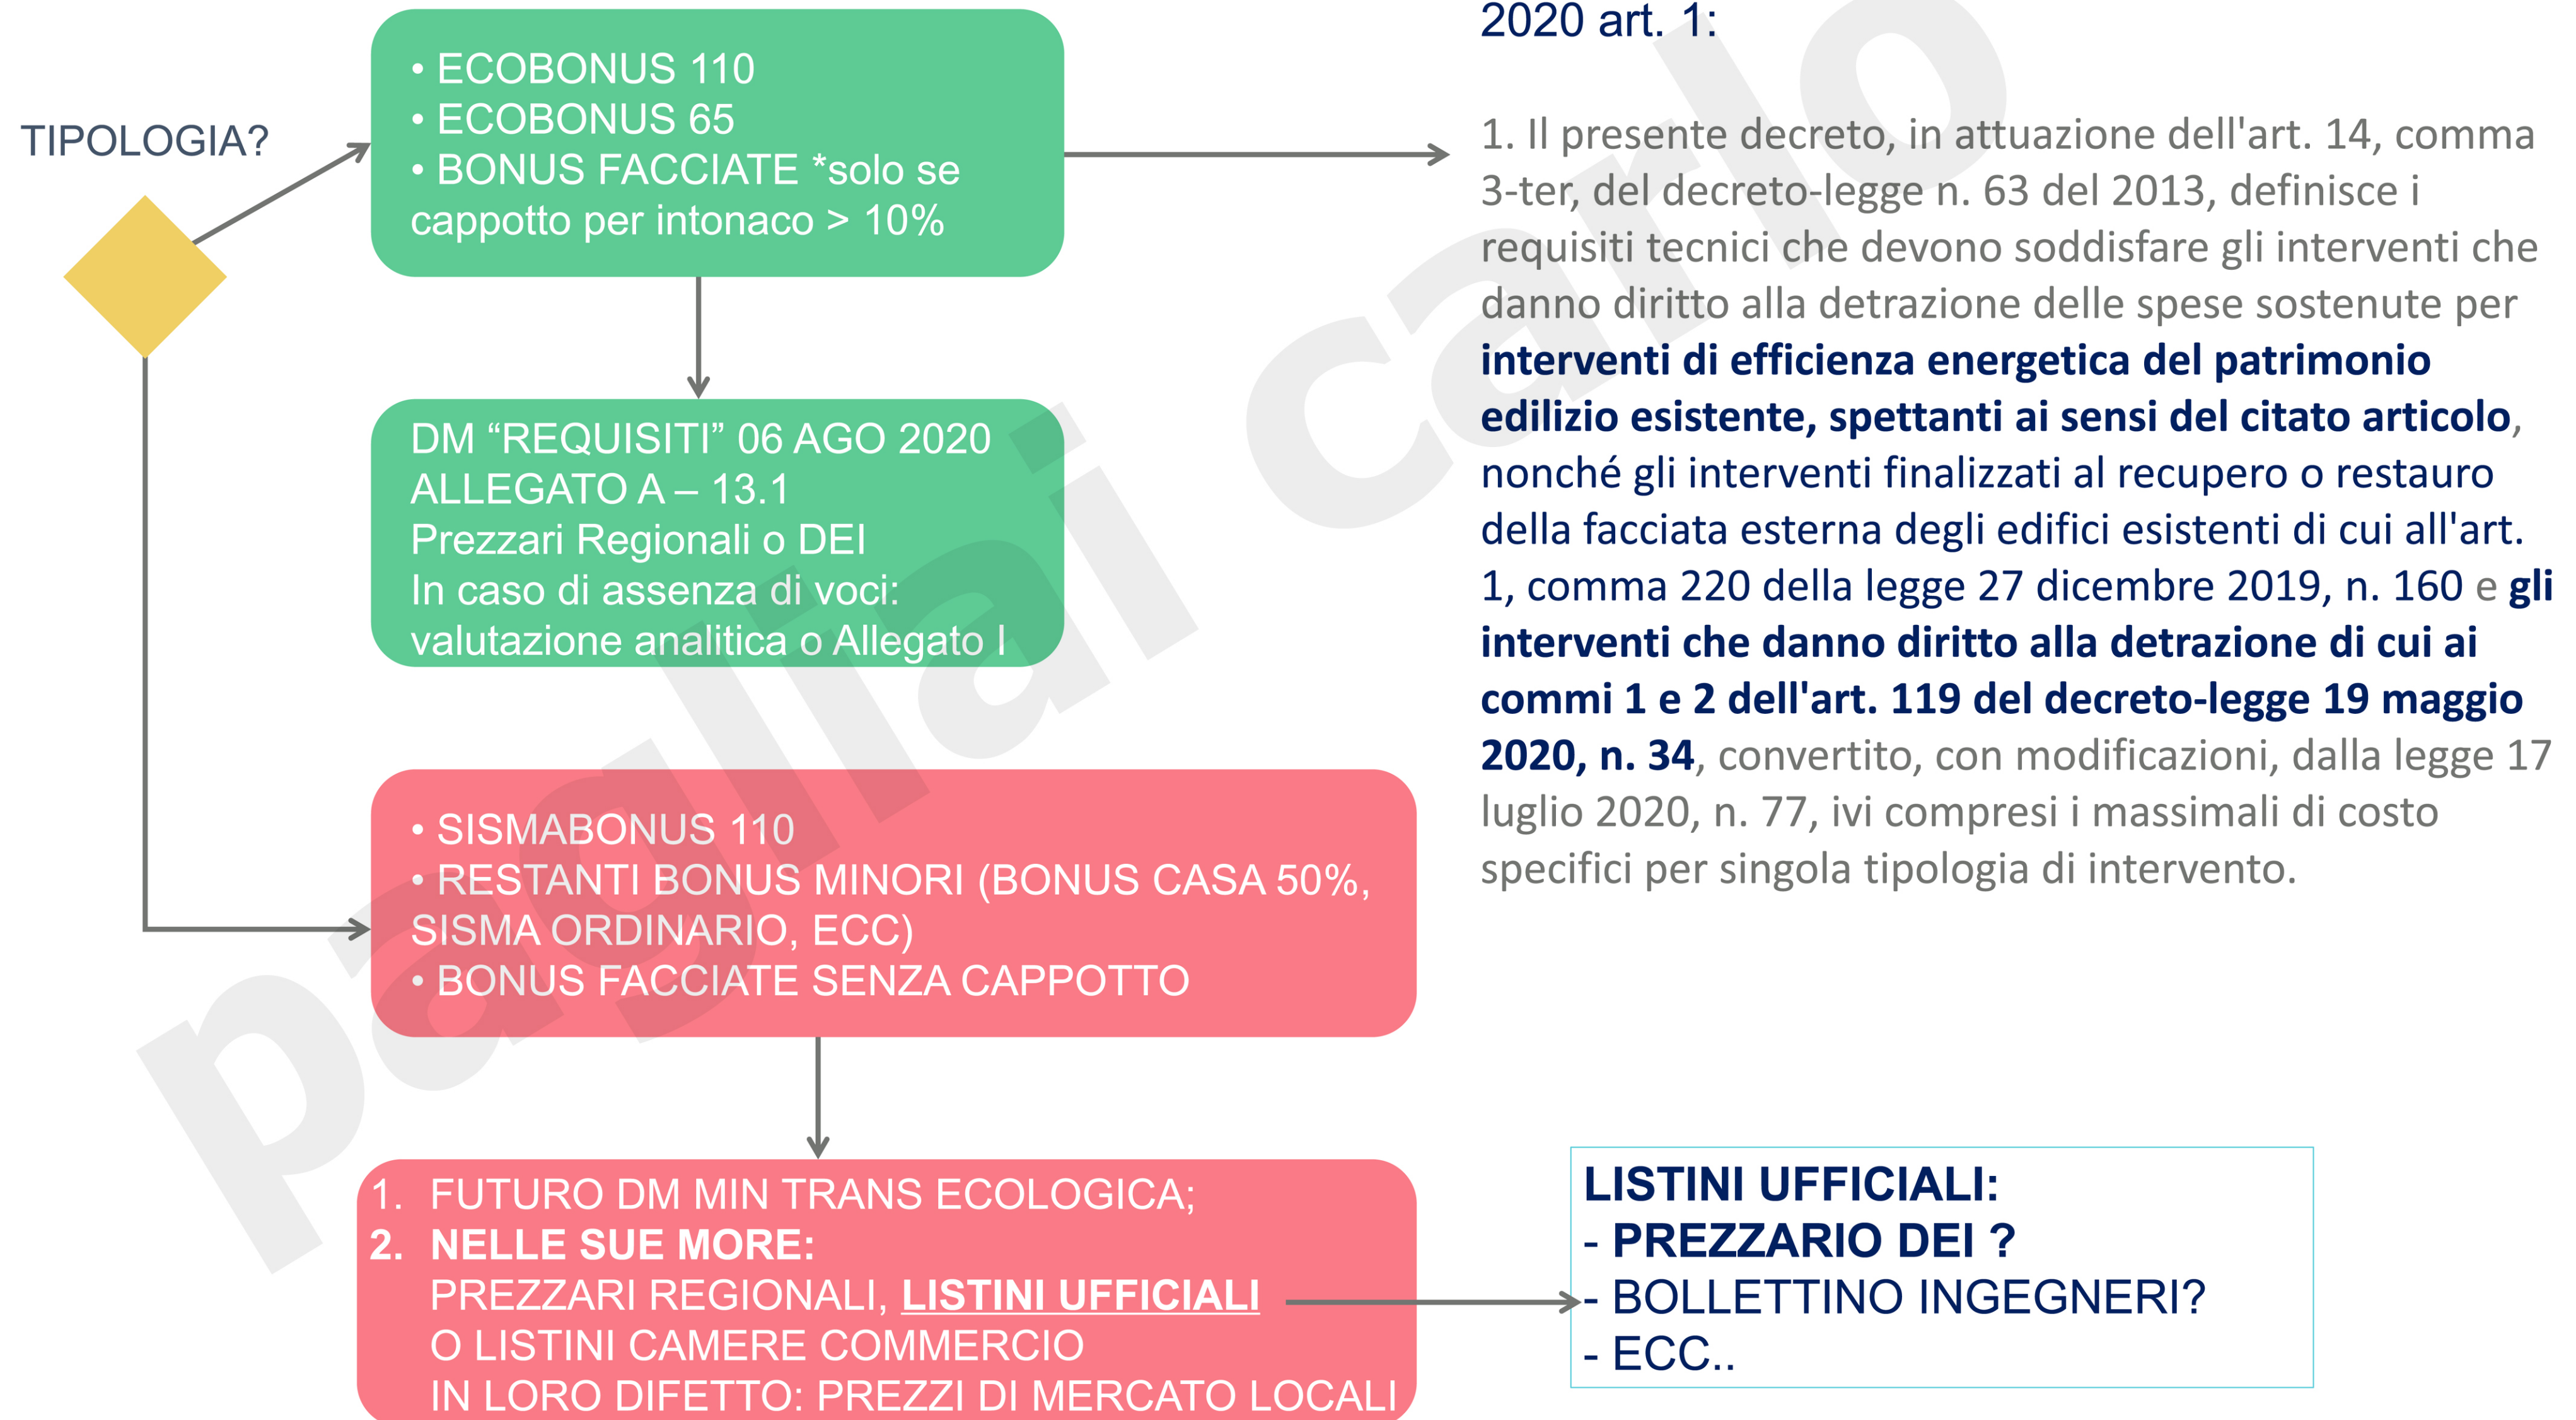 TIPOLOGIA?
• ECOBONUS 110
• ECOBONUS 65
• BONUS FACCIATE *solo se
cappotto per intonaco > 10%
DM “REQUISITI” 06 AGO 2020
ALLEGATO A – 13.1
Prezzari Regionali o DEI
In caso di assenza di voci:
valutazione analitica o Allegato I
• SISMABONUS 110
• RESTANTI BONUS MINORI (BONUS CASA 50%,
SISMA ORDINARIO, ECC)
• BONUS FACCIATE SENZA CAPPOTTO
1. FUTURO DM MIN TRANS ECOLOGICA;
2. NELLE SUE MORE:
PREZZARI REGIONALI, LISTINI UFFICIALI
O LISTINI CAMERE COMMERCIO
IN LORO DIFETTO: PREZZI DI MERCATO LOCALI
2020 art. 1:
1. Il presente decreto, in attuazione dell'art. 14, comma
3-ter, del decreto-legge n. 63 del 2013, definisce i
requisiti tecnici che devono soddisfare gli interventi che
danno diritto alla detrazione delle spese sostenute per
interventi di efficienza energetica del patrimonio
edilizio esistente, spettanti ai sensi del citato articolo,
nonché gli interventi finalizzati al recupero o restauro
della facciata esterna degli edifici esistenti di cui all'art.
1, comma 220 della legge 27 dicembre 2019, n. 160 e gli
interventi che danno diritto alla detrazione di cui ai
commi 1 e 2 dell'art. 119 del decreto-legge 19 maggio
2020, n. 34, convertito, con modificazioni, dalla legge 17
luglio 2020, n. 77, ivi compresi i massimali di costo
specifici per singola tipologia di intervento.
LISTINI UFFICIALI:
- PREZZARIO DEI ?
- BOLLETTINO INGEGNERI?
- ECC..
pagliai carlo